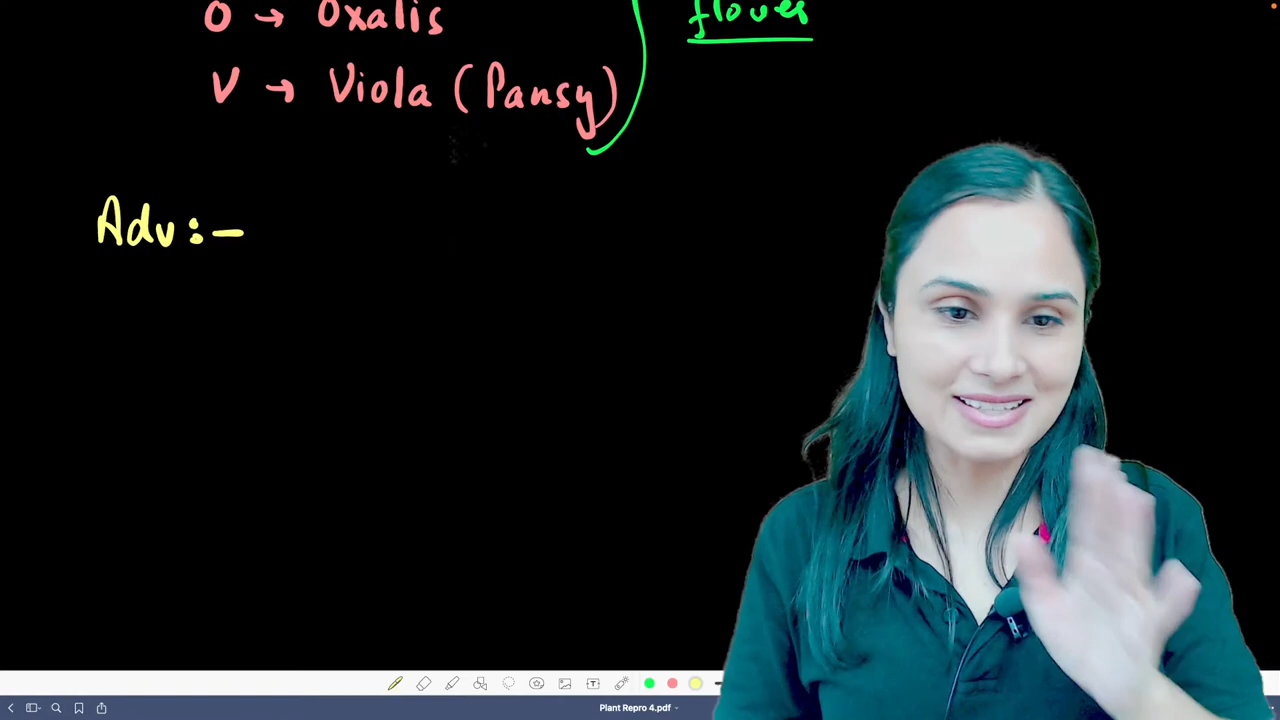 O → Oxalis
flower
V → Viola (Pansy)
Adv :-
Plant Repro 4.pdf